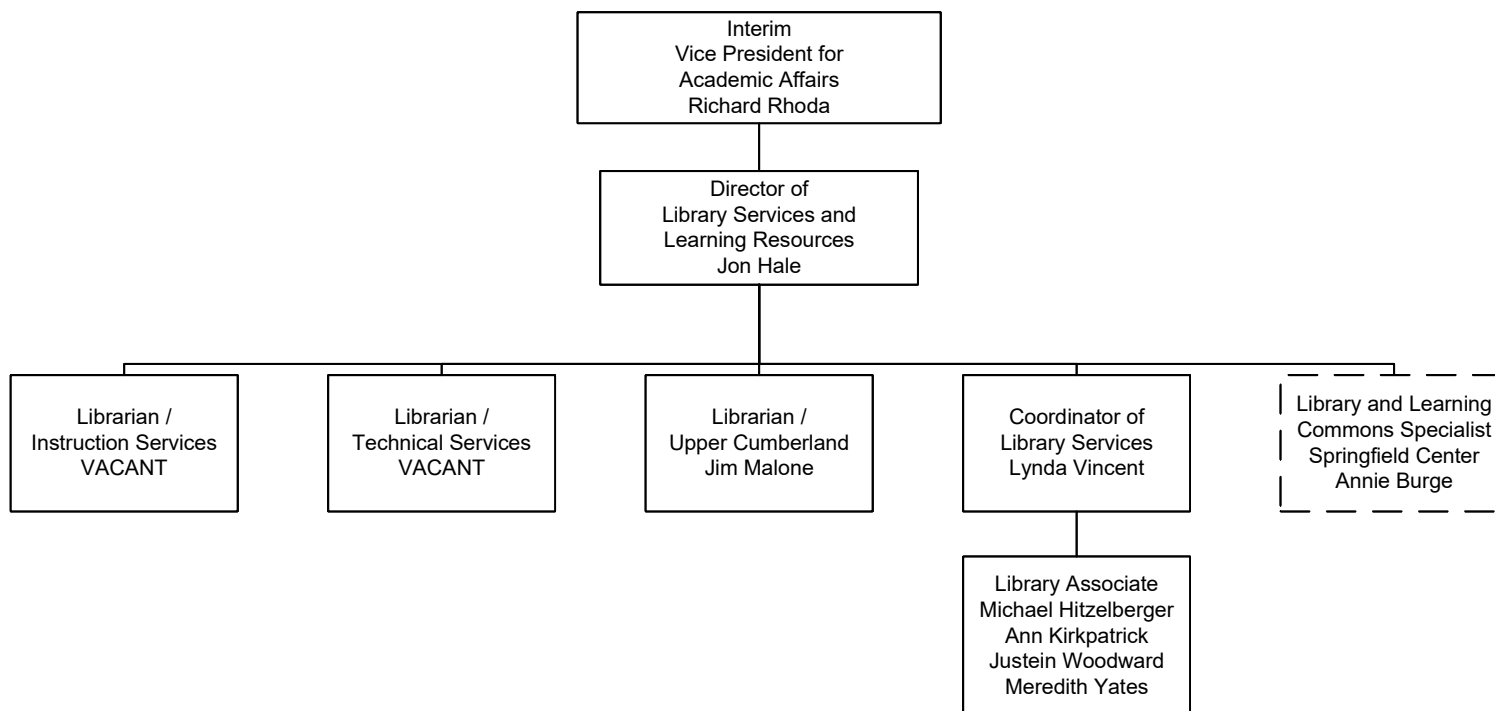 Interim
Vice President for
Academic Affairs
Richard Rhoda
Director of
Library Services and
Learning Resources
Jon Hale
Librarian /
Instruction Services
VACANT
Librarian /
Technical Services
VACANT
Librarian /
Upper Cumberland
Jim Malone
Coordinator of
Library Services
Lynda Vincent
Library and Learning
Commons Specialist
Springfield Center
Annie Burge
Library Associate
Michael Hitzelberger
Ann Kirkpatrick
Justein Woodward
Meredith Yates